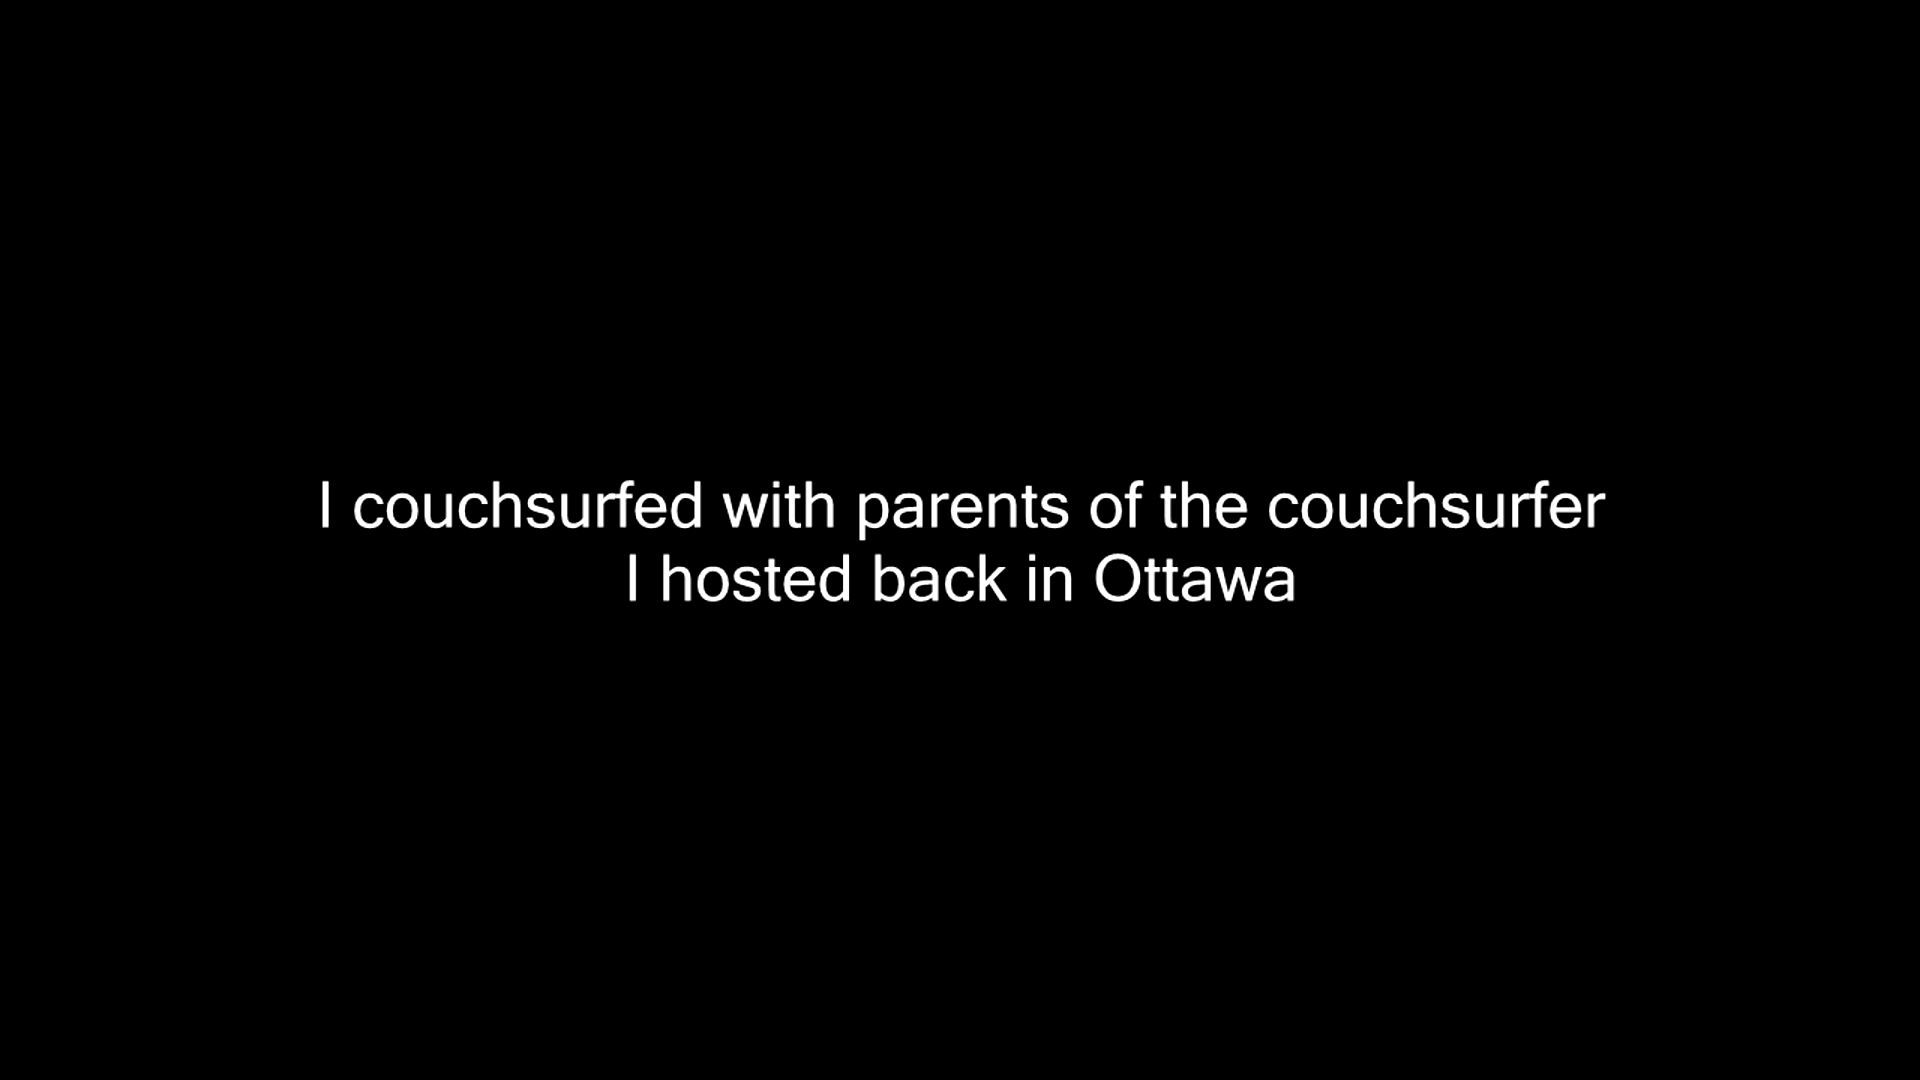 I couchsurfed with parents of the couchsurfer
I hosted back in Ottawa